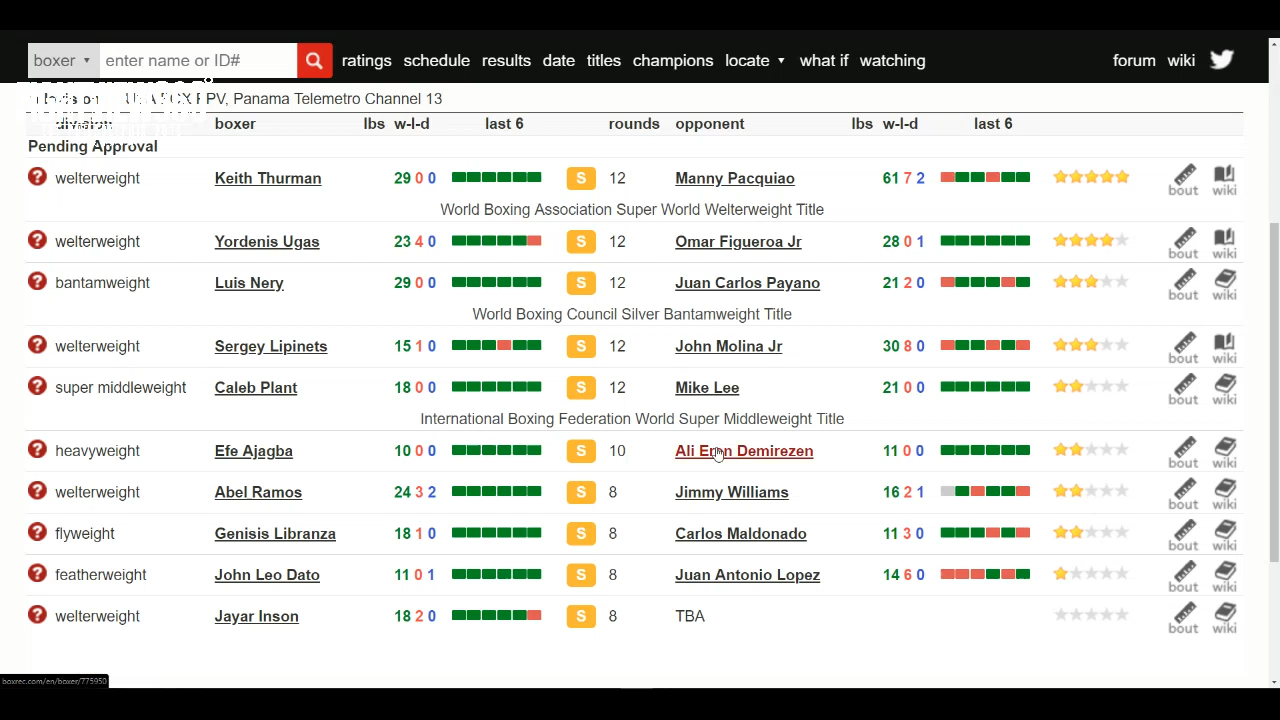 boxer ▾ enter name or ID# ratings schedule results date titles champions locate ▾ what if watching forum wiki
PPV, Panama Telemetro Channel 13
division boxer lbs w-l-d last 6 rounds opponent lbs w-l-d last 6
Pending Approval
? welterweight Keith Thurman 29 0 0 S 12 Manny Pacquiao 61 7 2 bout wiki
World Boxing Association Super World Welterweight Title
? welterweight Yordenis Ugas 23 4 0 S 12 Omar Figueroa Jr 28 0 1 bout wiki
? bantamweight Luis Nery 29 0 0 S 12 Juan Carlos Payano 21 2 0 bout wiki
World Boxing Council Silver Bantamweight Title
? welterweight Sergey Lipinets 15 1 0 S 12 John Molina Jr 30 8 0 bout wiki
? super middleweight Caleb Plant 18 0 0 S 12 Mike Lee 21 0 0 bout wiki
International Boxing Federation World Super Middleweight Title
? heavyweight Efe Ajagba 10 0 0 S 10 Ali Eren Demirezen 11 0 0 bout wiki
? welterweight Abel Ramos 24 3 2 S 8 Jimmy Williams 16 2 1 bout wiki
? flyweight Genisis Libranza 18 1 0 S 8 Carlos Maldonado 11 3 0 bout wiki
? featherweight John Leo Dato 11 0 1 S 8 Juan Antonio Lopez 14 6 0 bout wiki
? welterweight Jayar Inson 18 2 0 S 8 TBA bout wiki
boxrec.com/en/boxer/775950